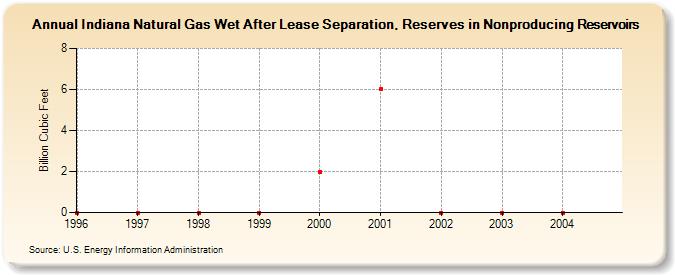 Annual Indiana Natural Gas Wet After Lease Separation, Reserves in Nonproducing Reservoirs
Billion Cubic Feet
8
6
4
2
0
1996 1997 1998 1999 2000 2001 2002 2003 2004
Source: U.S. Energy Information Administration